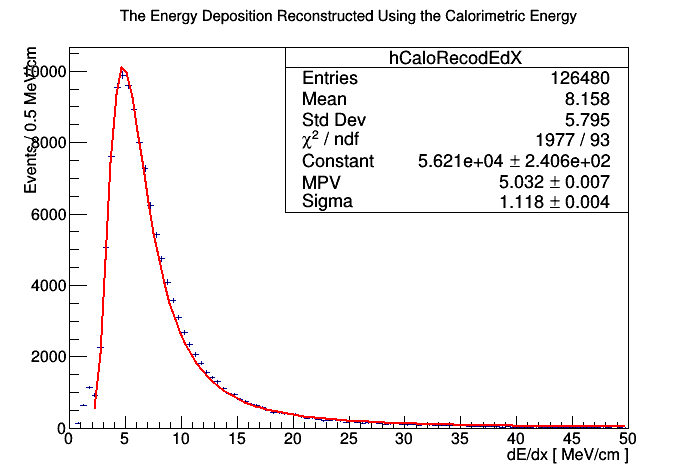 The Energy Deposition Reconstructed Using the Calorimetric Energy
Events / 0.5 MeV/cm
hCaloRecodEdX
Entries 126480
Mean 8.158
Std Dev 5.795
χ² / ndf 1977 / 93
Constant 5.621e+04 ± 2.406e+02
MPV 5.032 ± 0.007
Sigma 1.118 ± 0.004
10000
8000
6000
4000
2000
0
0 5 10 15 20 25 30 35 40 45 50
dE/dx [ MeV/cm ]